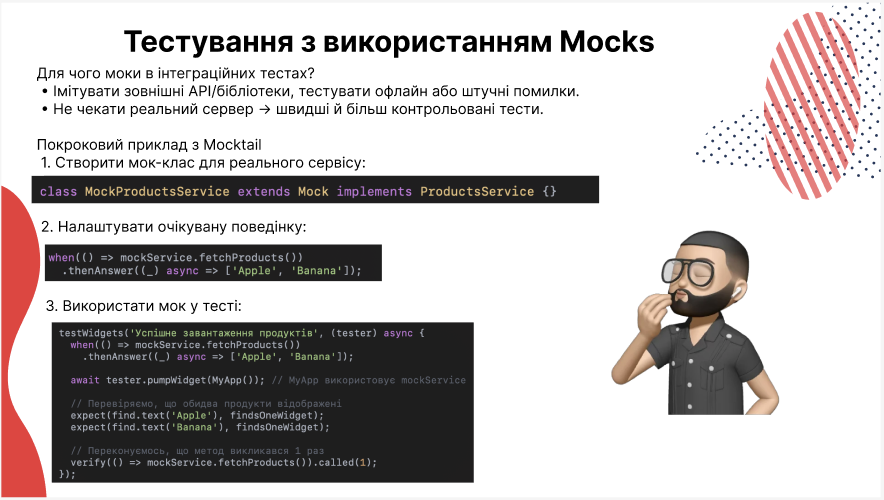 Тестування з використанням Mocks
Для чого моки в інтеграційних тестах?
• Імітувати зовнішні API/бібліотеки, тестувати офлайн або штучні помилки.
• Не чекати реальний сервер → швидші й більш контрольовані тести.
Покроковий приклад з Mocktail
1. Створити мок-клас для реального сервісу:
class MockProductsService extends Mock implements ProductsService {}
2. Налаштувати очікувану поведінку:
when(() => mockService.fetchProducts())
.thenAnswer((_) async => ['Apple', 'Banana']);
3. Використати мок у тесті:
testWidgets('Успішне завантаження продуктів', (tester) async {
when(() => mockService.fetchProducts())
.thenAnswer((_) async => ['Apple', 'Banana']);
await tester.pumpWidget(MyApp()); // MyApp використовує mockService
// Перевіряємо, що обидва продукти відображені
expect(find.text('Apple'), findsOneWidget);
expect(find.text('Banana'), findsOneWidget);
// Переконуємось, що метод викликався 1 раз
verify(() => mockService.fetchProducts()).called(1);
});